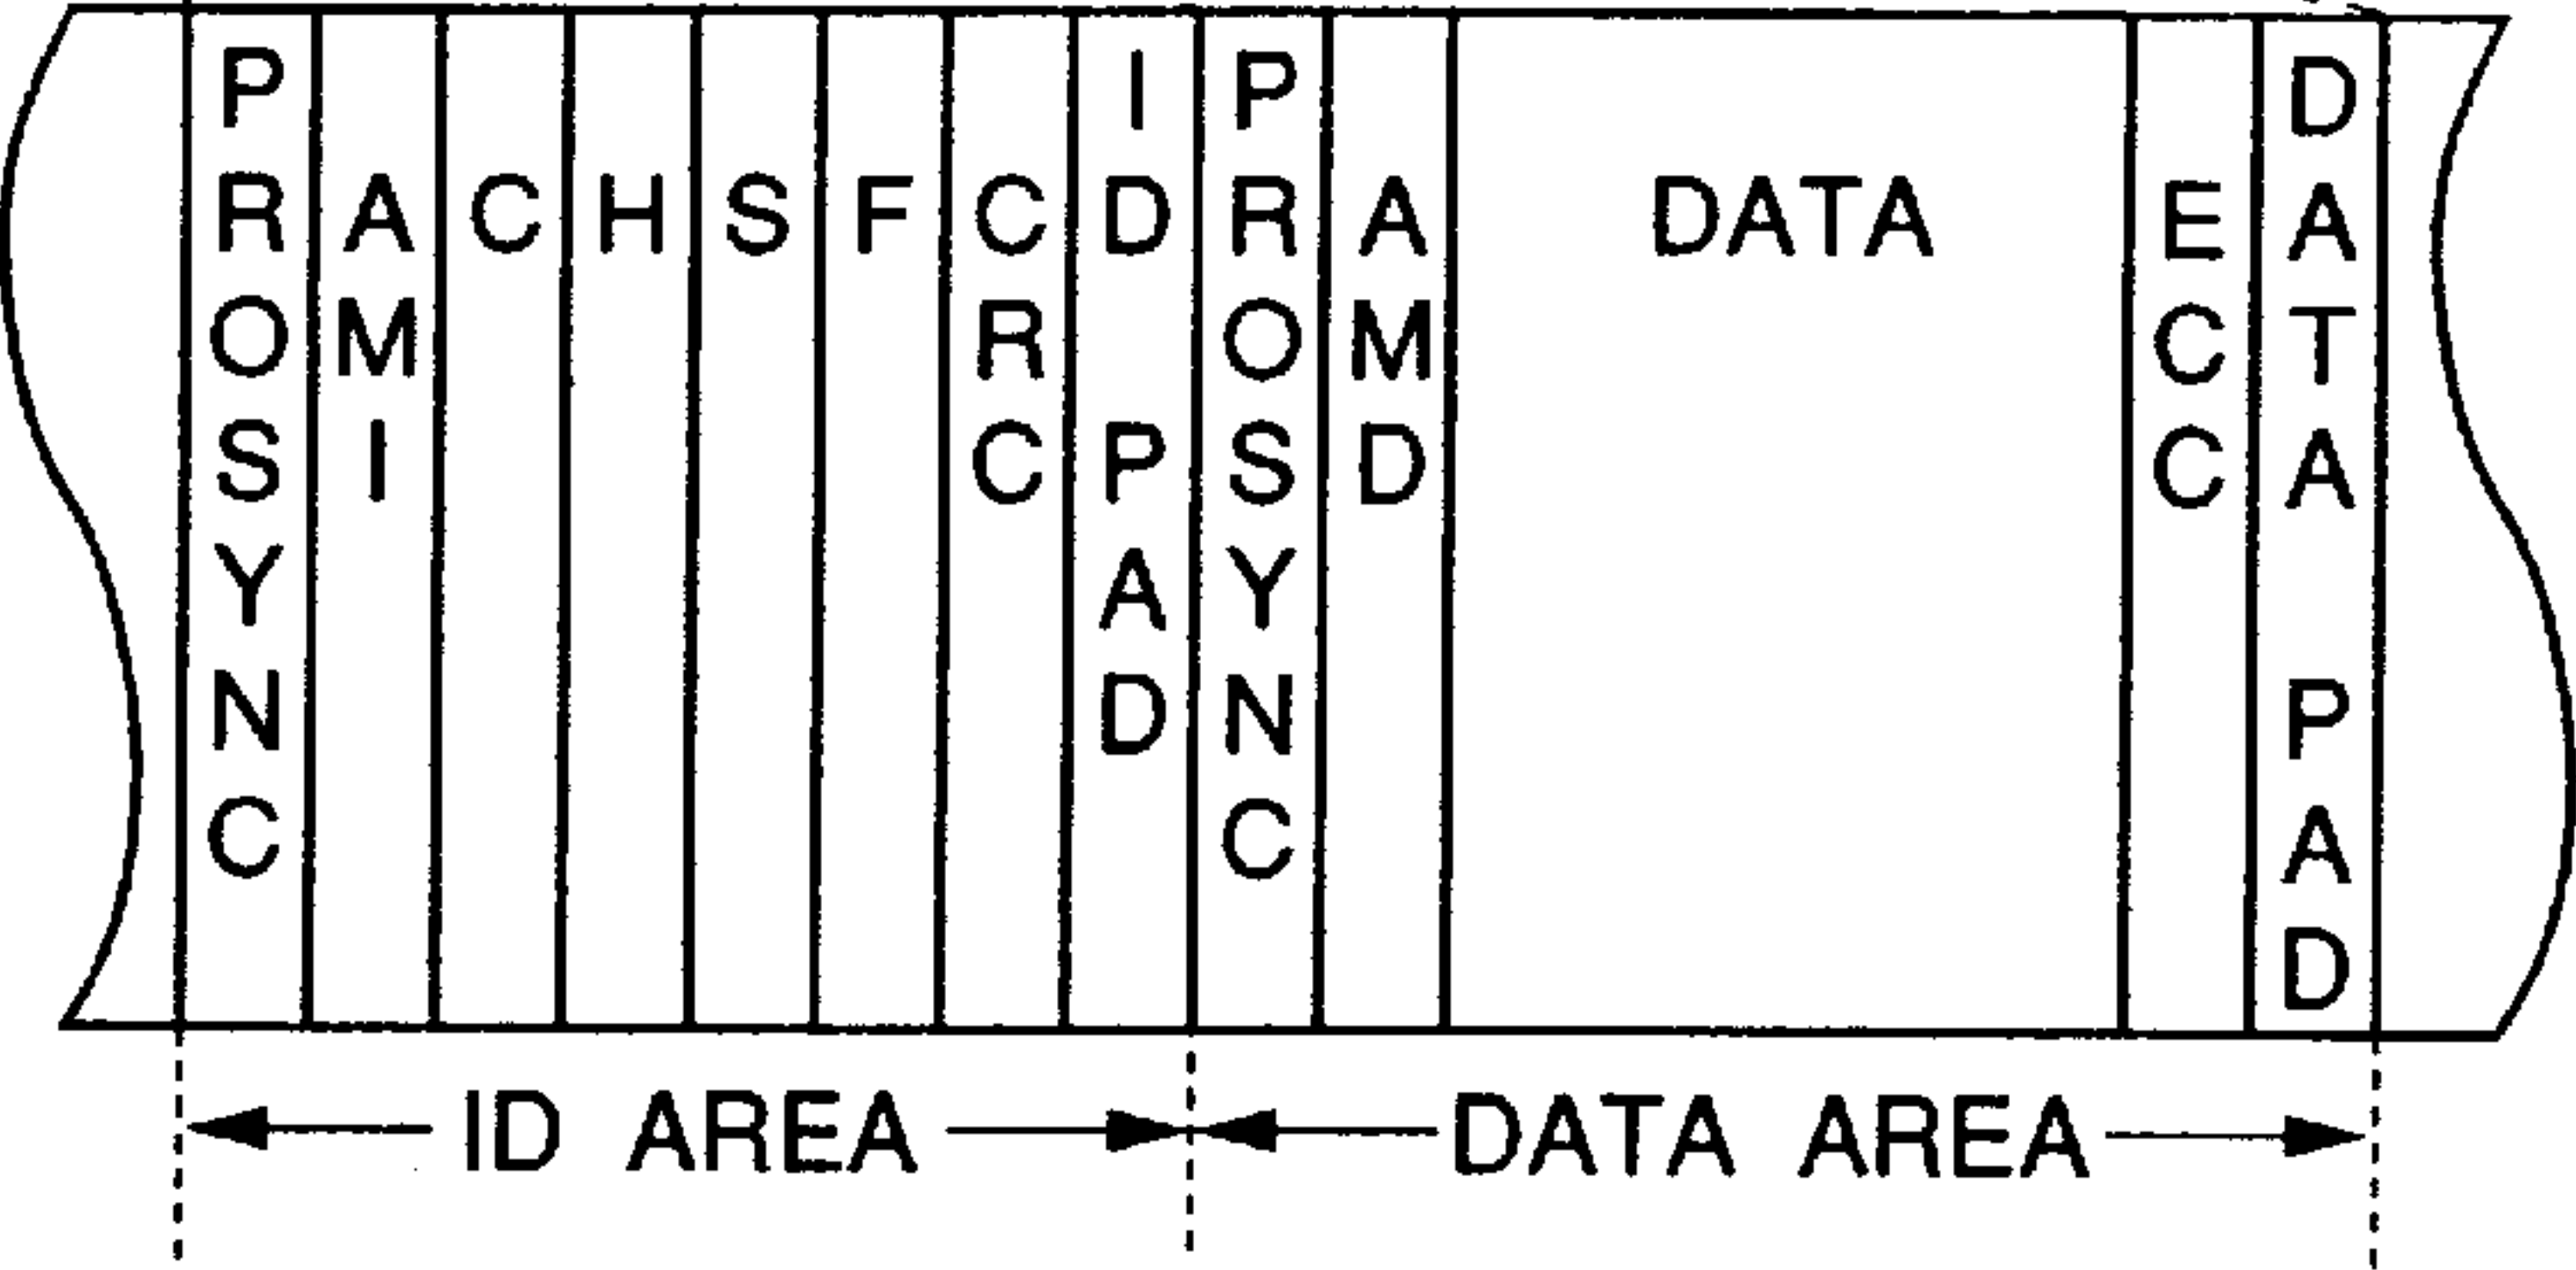 PROSYNC
AMI
C
H
S
F
CRC
ID PAD
PROSYNC
AMD
DATA
ECC
DATA PAD
ID AREA
DATA AREA